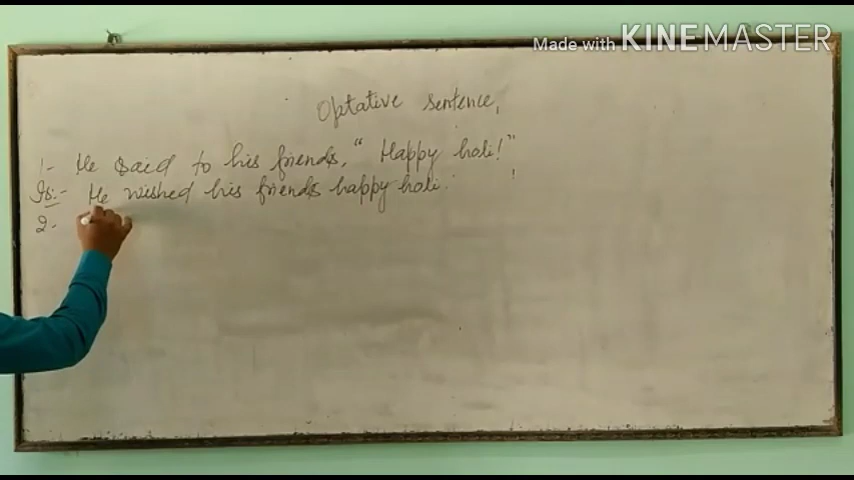 Made with KINEMASTER
Optative sentence,
1- He said to his friends, "Happy holi!"
Is:- He wished his friends happy holi.
2-